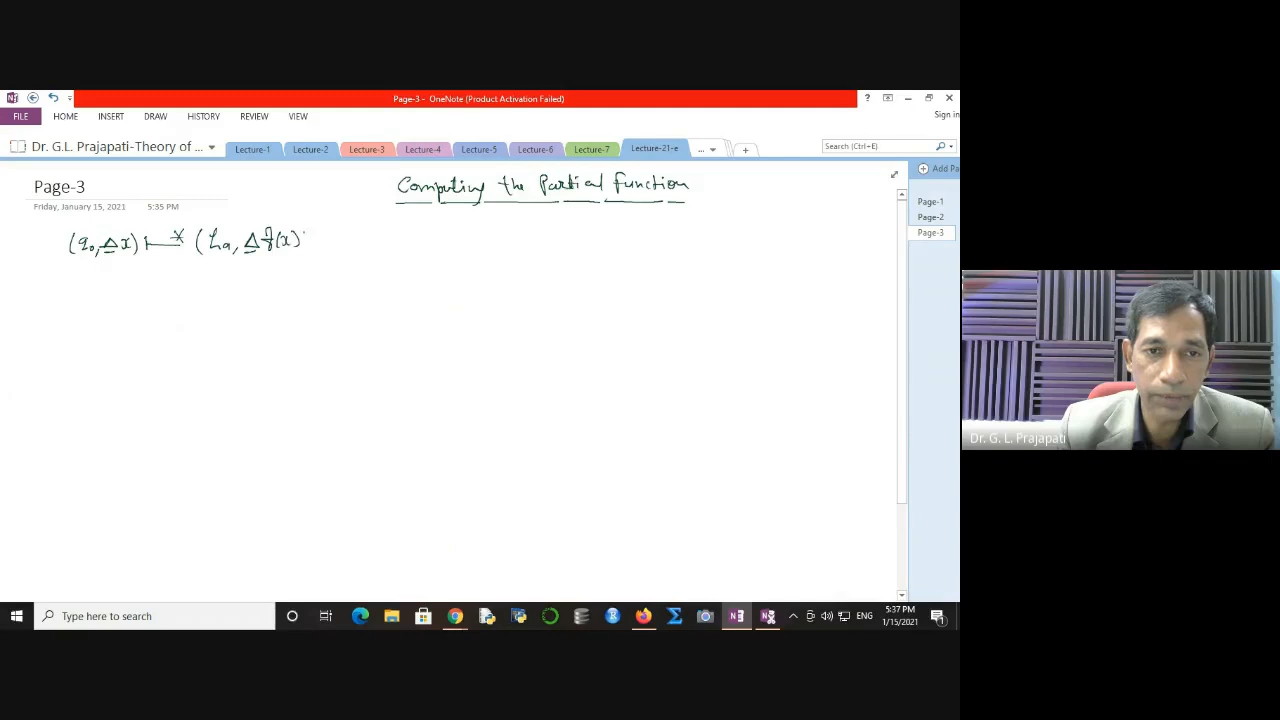 Page-3 - OneNote (Product Activation Failed)
?
Sign in
FILE HOME INSERT DRAW HISTORY REVIEW VIEW
Dr. G.L. Prajapati-Theory of ...
Lecture-1 Lecture-2 Lecture-3 Lecture-4 Lecture-5 Lecture-6 Lecture-7 Lecture-21-e ... +
Search (Ctrl+E)
Add Pa
Page-1
Page-2
Page-3
Page-3
Friday, January 15, 2021 5:35 PM
Computing the Partial function
(q₀, Δx) ⊢* (hₐ, Δf(x))
Dr. G. L. Prajapati
Type here to search
ENG
5:37 PM
1/15/2021